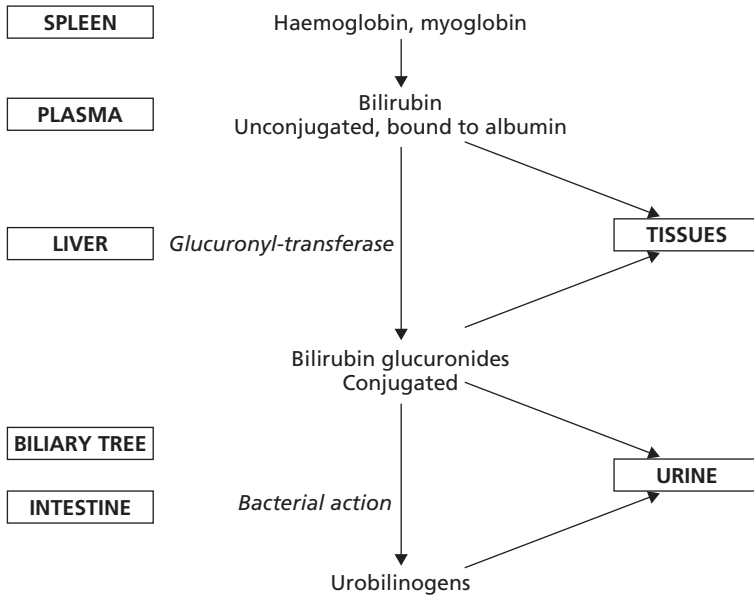 SPLEEN
Haemoglobin, myoglobin
PLASMA
Bilirubin
Unconjugated, bound to albumin
LIVER
Glucuronyl-transferase
TISSUES
Bilirubin glucuronides
Conjugated
BILIARY TREE
URINE
INTESTINE
Bacterial action
Urobilinogens